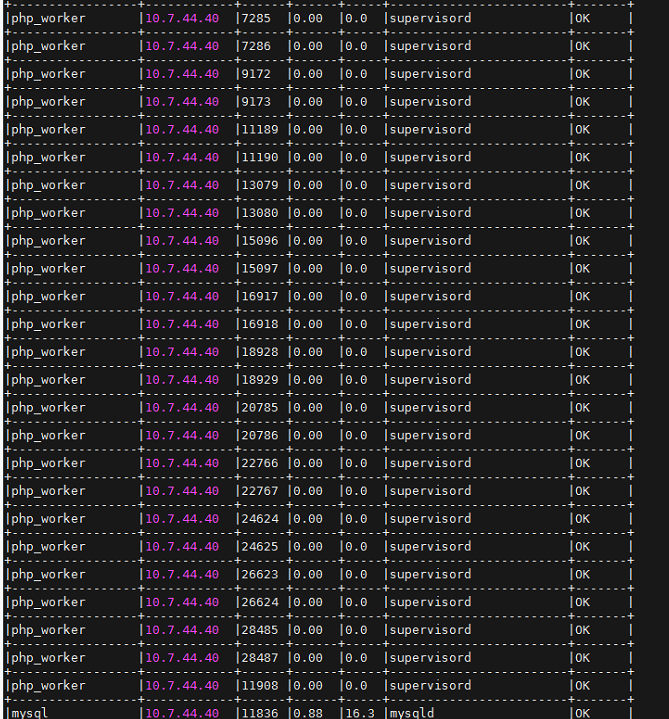 +-----------------+------------+------+------+-----+------------------------+-------+
|php_worker |10.7.44.40 |7285 |0.00 |0.0 |supervisord |OK |
+-----------------+------------+------+------+-----+------------------------+-------+
|php_worker |10.7.44.40 |7286 |0.00 |0.0 |supervisord |OK |
+-----------------+------------+------+------+-----+------------------------+-------+
|php_worker |10.7.44.40 |9172 |0.00 |0.0 |supervisord |OK |
+-----------------+------------+------+------+-----+------------------------+-------+
|php_worker |10.7.44.40 |9173 |0.00 |0.0 |supervisord |OK |
+-----------------+------------+------+------+-----+------------------------+-------+
|php_worker |10.7.44.40 |11189 |0.00 |0.0 |supervisord |OK |
+-----------------+------------+------+------+-----+------------------------+-------+
|php_worker |10.7.44.40 |11190 |0.00 |0.0 |supervisord |OK |
+-----------------+------------+------+------+-----+------------------------+-------+
|php_worker |10.7.44.40 |13079 |0.00 |0.0 |supervisord |OK |
+-----------------+------------+------+------+-----+------------------------+-------+
|php_worker |10.7.44.40 |13080 |0.00 |0.0 |supervisord |OK |
+-----------------+------------+------+------+-----+------------------------+-------+
|php_worker |10.7.44.40 |15096 |0.00 |0.0 |supervisord |OK |
+-----------------+------------+------+------+-----+------------------------+-------+
|php_worker |10.7.44.40 |15097 |0.00 |0.0 |supervisord |OK |
+-----------------+------------+------+------+-----+------------------------+-------+
|php_worker |10.7.44.40 |16917 |0.00 |0.0 |supervisord |OK |
+-----------------+------------+------+------+-----+------------------------+-------+
|php_worker |10.7.44.40 |16918 |0.00 |0.0 |supervisord |OK |
+-----------------+------------+------+------+-----+------------------------+-------+
|php_worker |10.7.44.40 |18928 |0.00 |0.0 |supervisord |OK |
+-----------------+------------+------+------+-----+------------------------+-------+
|php_worker |10.7.44.40 |18929 |0.00 |0.0 |supervisord |OK |
+-----------------+------------+------+------+-----+------------------------+-------+
|php_worker |10.7.44.40 |20785 |0.00 |0.0 |supervisord |OK |
+-----------------+------------+------+------+-----+------------------------+-------+
|php_worker |10.7.44.40 |20786 |0.00 |0.0 |supervisord |OK |
+-----------------+------------+------+------+-----+------------------------+-------+
|php_worker |10.7.44.40 |22766 |0.00 |0.0 |supervisord |OK |
+-----------------+------------+------+------+-----+------------------------+-------+
|php_worker |10.7.44.40 |22767 |0.00 |0.0 |supervisord |OK |
+-----------------+------------+------+------+-----+------------------------+-------+
|php_worker |10.7.44.40 |24624 |0.00 |0.0 |supervisord |OK |
+-----------------+------------+------+------+-----+------------------------+-------+
|php_worker |10.7.44.40 |24625 |0.00 |0.0 |supervisord |OK |
+-----------------+------------+------+------+-----+------------------------+-------+
|php_worker |10.7.44.40 |26623 |0.00 |0.0 |supervisord |OK |
+-----------------+------------+------+------+-----+------------------------+-------+
|php_worker |10.7.44.40 |26624 |0.00 |0.0 |supervisord |OK |
+-----------------+------------+------+------+-----+------------------------+-------+
|php_worker |10.7.44.40 |28485 |0.00 |0.0 |supervisord |OK |
+-----------------+------------+------+------+-----+------------------------+-------+
|php_worker |10.7.44.40 |28487 |0.00 |0.0 |supervisord |OK |
+-----------------+------------+------+------+-----+------------------------+-------+
|php_worker |10.7.44.40 |11908 |0.00 |0.0 |supervisord |OK |
+-----------------+------------+------+------+-----+------------------------+-------+
|mysql |10.7.44.40 |11836 |0.88 |16.3 |mysqld |OK |